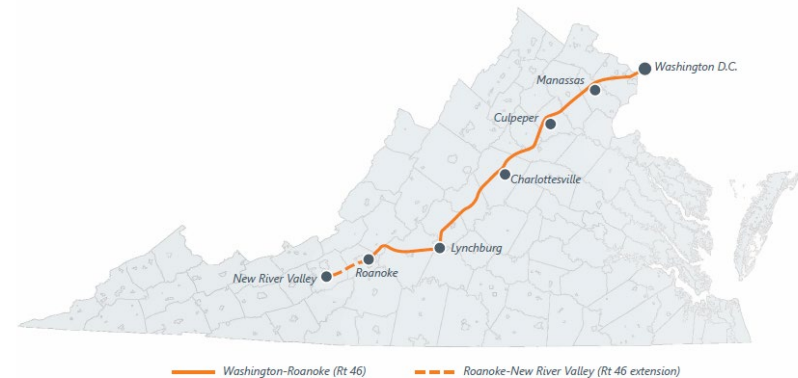 Washington D.C.
Manassas
Culpeper
Charlottesville
Lynchburg
New River Valley
Roanoke
Washington-Roanoke (Rt 46)
Roanoke-New River Valley (Rt 46 extension)